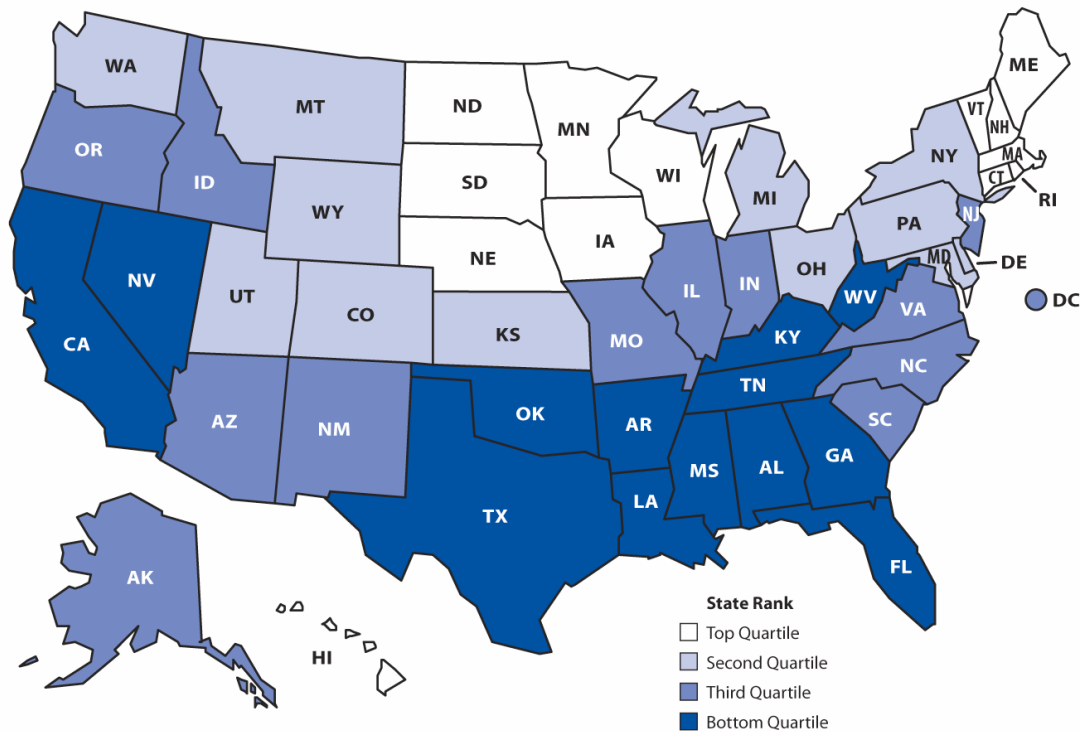 WA
MT
ND
MN
ME
VT
NH
OR
ID
SD
WI
NY
MA
CT
RI
WY
MI
NV
NE
IA
PA
NJ
UT
CO
KS
IL
IN
OH
MD
DE
DC
CA
MO
WV
VA
KY
NC
AZ
NM
OK
AR
TN
SC
MS
AL
GA
TX
LA
FL
AK
HI
State Rank
Top Quartile
Second Quartile
Third Quartile
Bottom Quartile